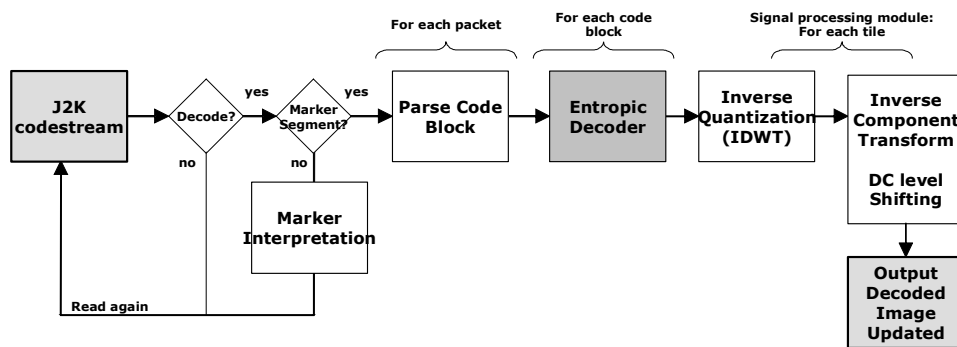 For each packet
For each code
block
Signal processing module:
For each tile
J2K
codestream
Decode?
yes
no
Marker
Segment?
yes
no
Parse Code
Block
Entropic
Decoder
Inverse
Quantization
(IDWT)
Inverse
Component
Transform
DC level
Shifting
Marker
Interpretation
Read again
Output
Decoded
Image
Updated